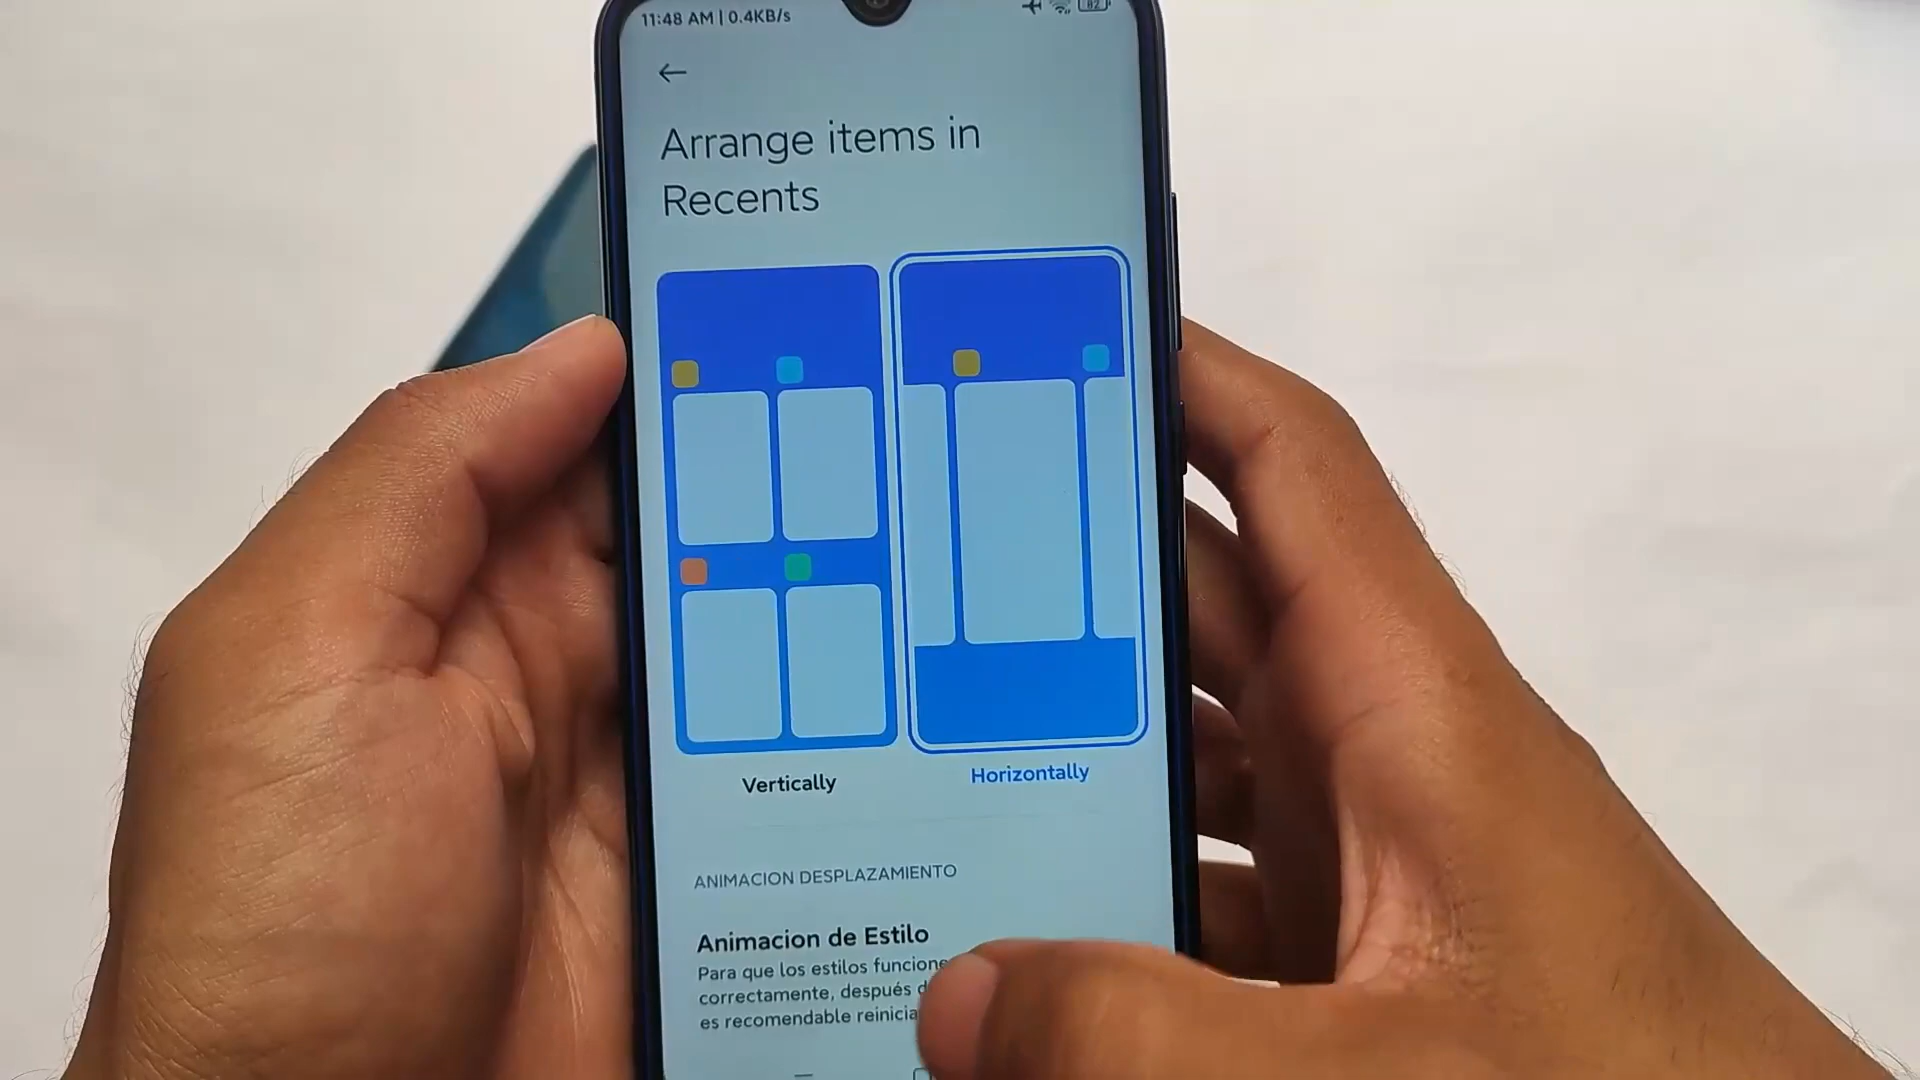 11:48 AM | 0.4KB/s
82
Arrange items in
Recents
Vertically
Horizontally
ANIMACION DESPLAZAMIENTO
Animacion de Estilo
Para que los estilos funcione
correctamente, después d
es recomendable reinicia